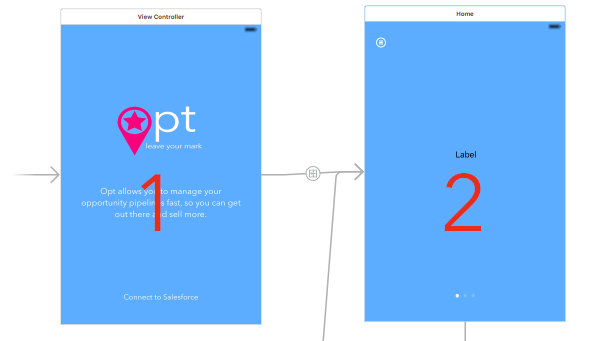 View Controller
Home
pt
leave your mark
1
Opt allows you to manage your
opportunity pipelines fast, so you can get
out there and sell more.
Connect to Salesforce
Label
2